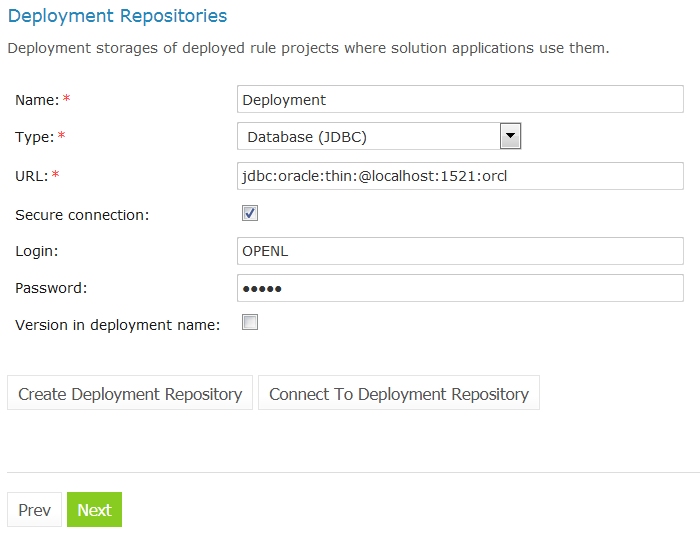 Deployment Repositories
Deployment storages of deployed rule projects where solution applications use them.
Name: * Deployment
Type: * Database (JDBC)
URL: * jdbc:oracle:thin:@localhost:1521:orcl
Secure connection:
Login: OPENL
Password: •••••
Version in deployment name:
Create Deployment Repository Connect To Deployment Repository
Prev Next